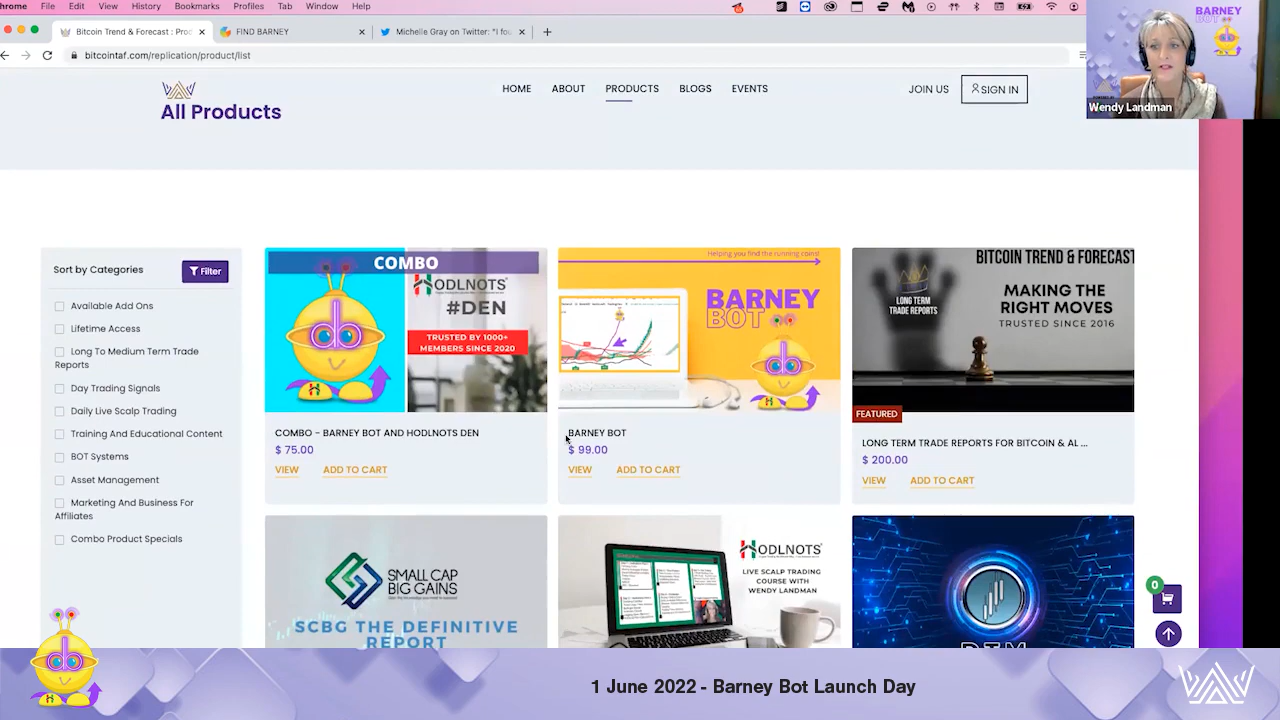 hrome File Edit View History Bookmarks Profiles Tab Window Help
Bitcoin Trend & Forecast : Prod
FIND BARNEY
Michelle Gray on Twitter: "I fou
bitcointaf.com/replication/product/list
BARNEY
BOT
Wendy Landman
All Products
HOME ABOUT PRODUCTS BLOGS EVENTS
JOIN US SIGN IN
Sort by Categories
Filter
Available Add Ons
Lifetime Access
Long To Medium Term Trade
Reports
Day Trading Signals
Daily Live Scalp Trading
Training And Educational Content
BOT Systems
Asset Management
Marketing And Business For
Affiliates
Combo Product Specials
COMBO
HODLNOTS
#DEN
TRUSTED BY 1000+
MEMBERS SINCE 2020
COMBO - BARNEY BOT AND HODLNOTS DEN
$ 75.00
VIEW ADD TO CART
Helping you find the running coins!
BARNEY
BOT
BARNEY BOT
$ 99.00
VIEW ADD TO CART
BITCOIN TREND & FORECAST
LONG TERM
TRADE REPORTS
MAKING THE
RIGHT MOVES
TRUSTED SINCE 2016
FEATURED
LONG TERM TRADE REPORTS FOR BITCOIN & AL ...
$ 200.00
VIEW ADD TO CART
SMALL CAP
BIG GAINS
SCBG THE DEFINITIVE
REPORT
HODLNOTS
LIVE SCALP TRADING
COURSE WITH
WENDY LANDMAN
0
1 June 2022 - Barney Bot Launch Day